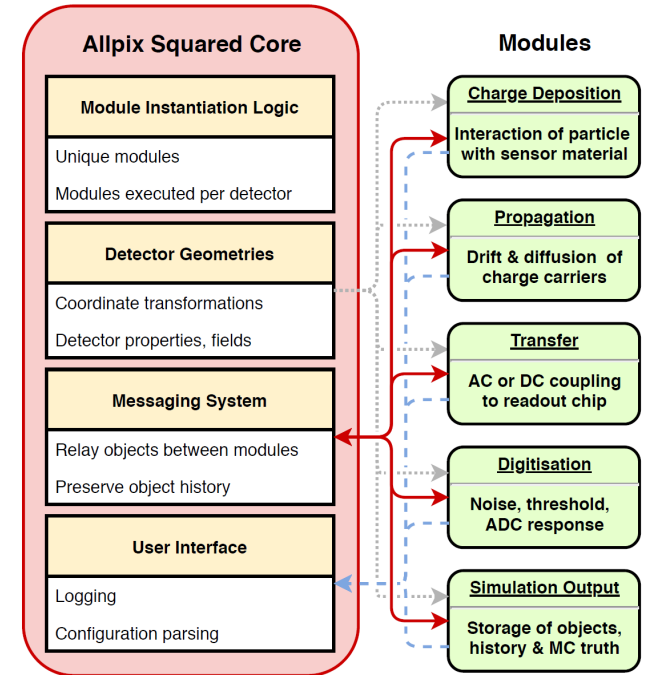 Allpix Squared Core
Module Instantiation Logic
Unique modules
Modules executed per detector
Detector Geometries
Coordinate transformations
Detector properties, fields
Messaging System
Relay objects between modules
Preserve object history
User Interface
Logging
Configuration parsing
Modules
Charge Deposition
Interaction of particle
with sensor material
Propagation
Drift & diffusion of
charge carriers
Transfer
AC or DC coupling
to readout chip
Digitisation
Noise, threshold,
ADC response
Simulation Output
Storage of objects,
history & MC truth